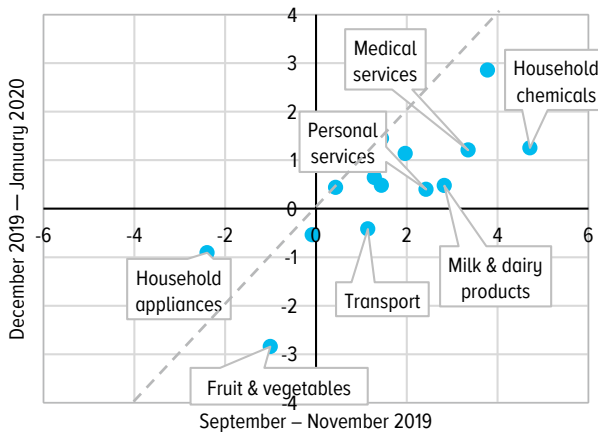 December 2019 — January 2020
4
3
2
1
0
-1
-2
-3
-4
-6
-4
-2
0
2
4
6
Medical
services
Household
chemicals
Personal
services
Household
appliances
Transport
Milk & dairy
products
Fruit & vegetables
September – November 2019